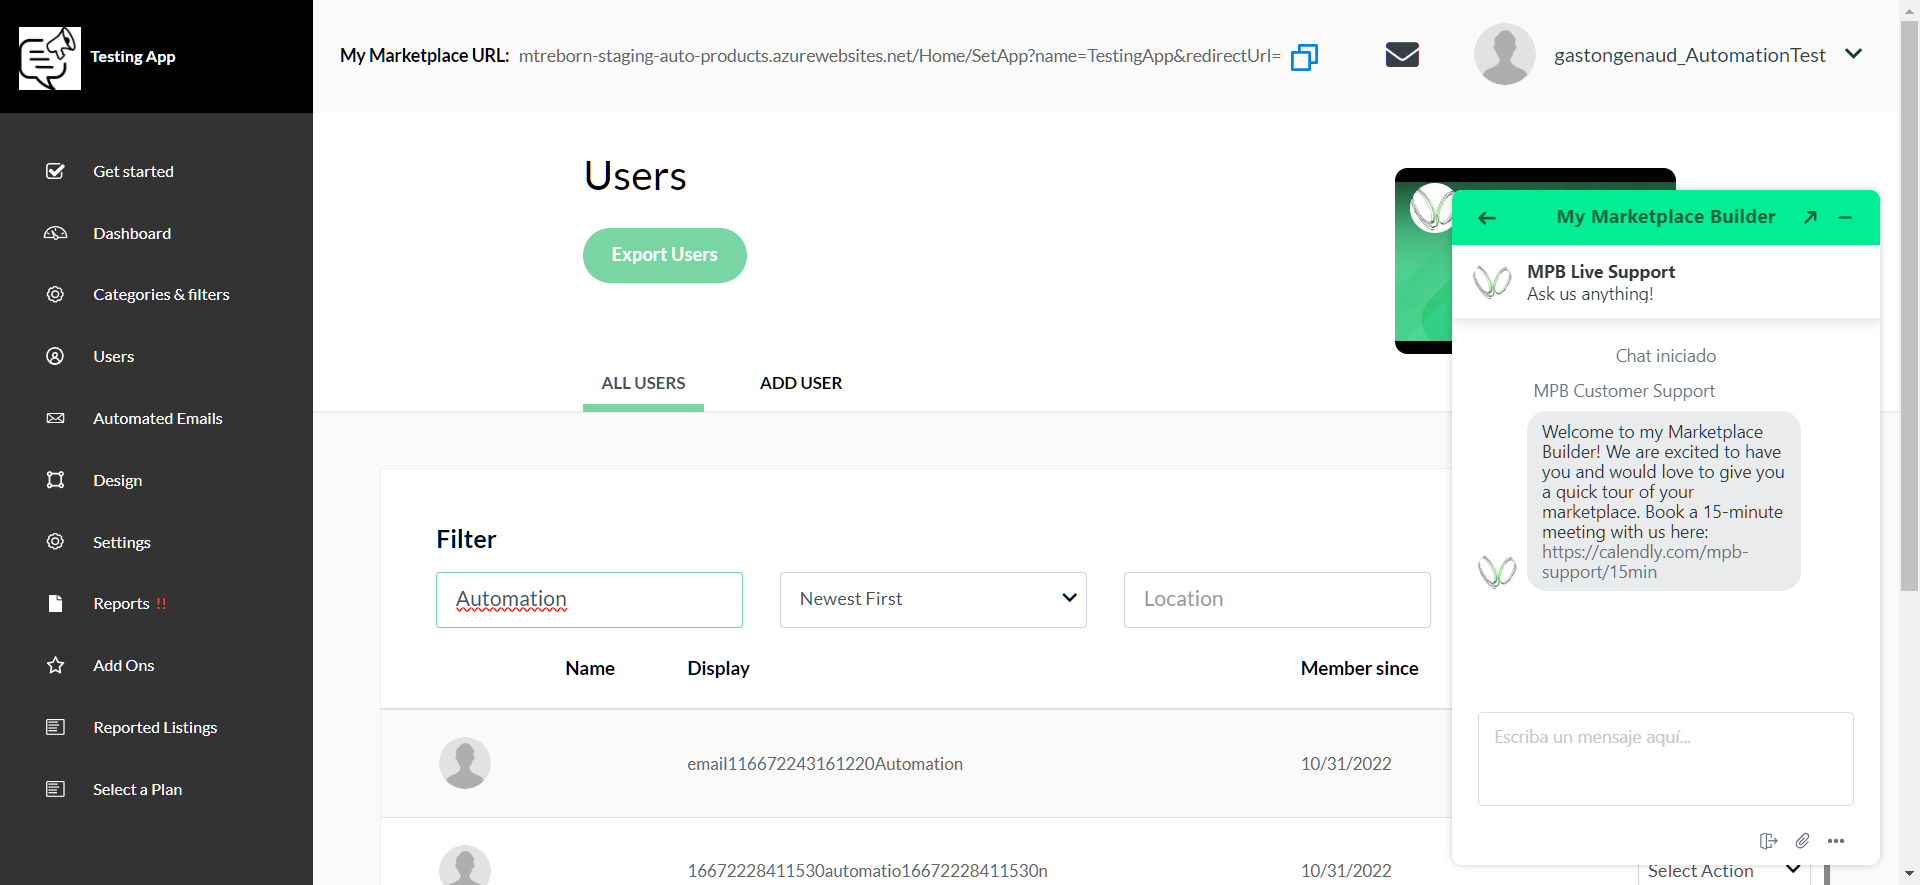 Testing App
My Marketplace URL: mtreborn-staging-auto-products.azurewebsites.net/Home/SetApp?name=TestingApp&redirectUrl=
gastongenaud_AutomationTest
Get started
Dashboard
Categories & filters
Users
Automated Emails
Design
Settings
Reports !!
Add Ons
Reported Listings
Select a Plan
Users
Export Users
ALL USERS
ADD USER
Filter
Automation
Newest First
Location
Name
Display
Member since
email116672243161220Automation
10/31/2022
16672228411530automatio16672228411530n
10/31/2022
Select Action
My Marketplace Builder
MPB Live Support
Ask us anything!
Chat iniciado
MPB Customer Support
Welcome to my Marketplace
Builder! We are excited to have
you and would love to give you
a quick tour of your
marketplace. Book a 15-minute
meeting with us here:
https://calendly.com/mpb-
support/15min
Escriba un mensaje aquí...